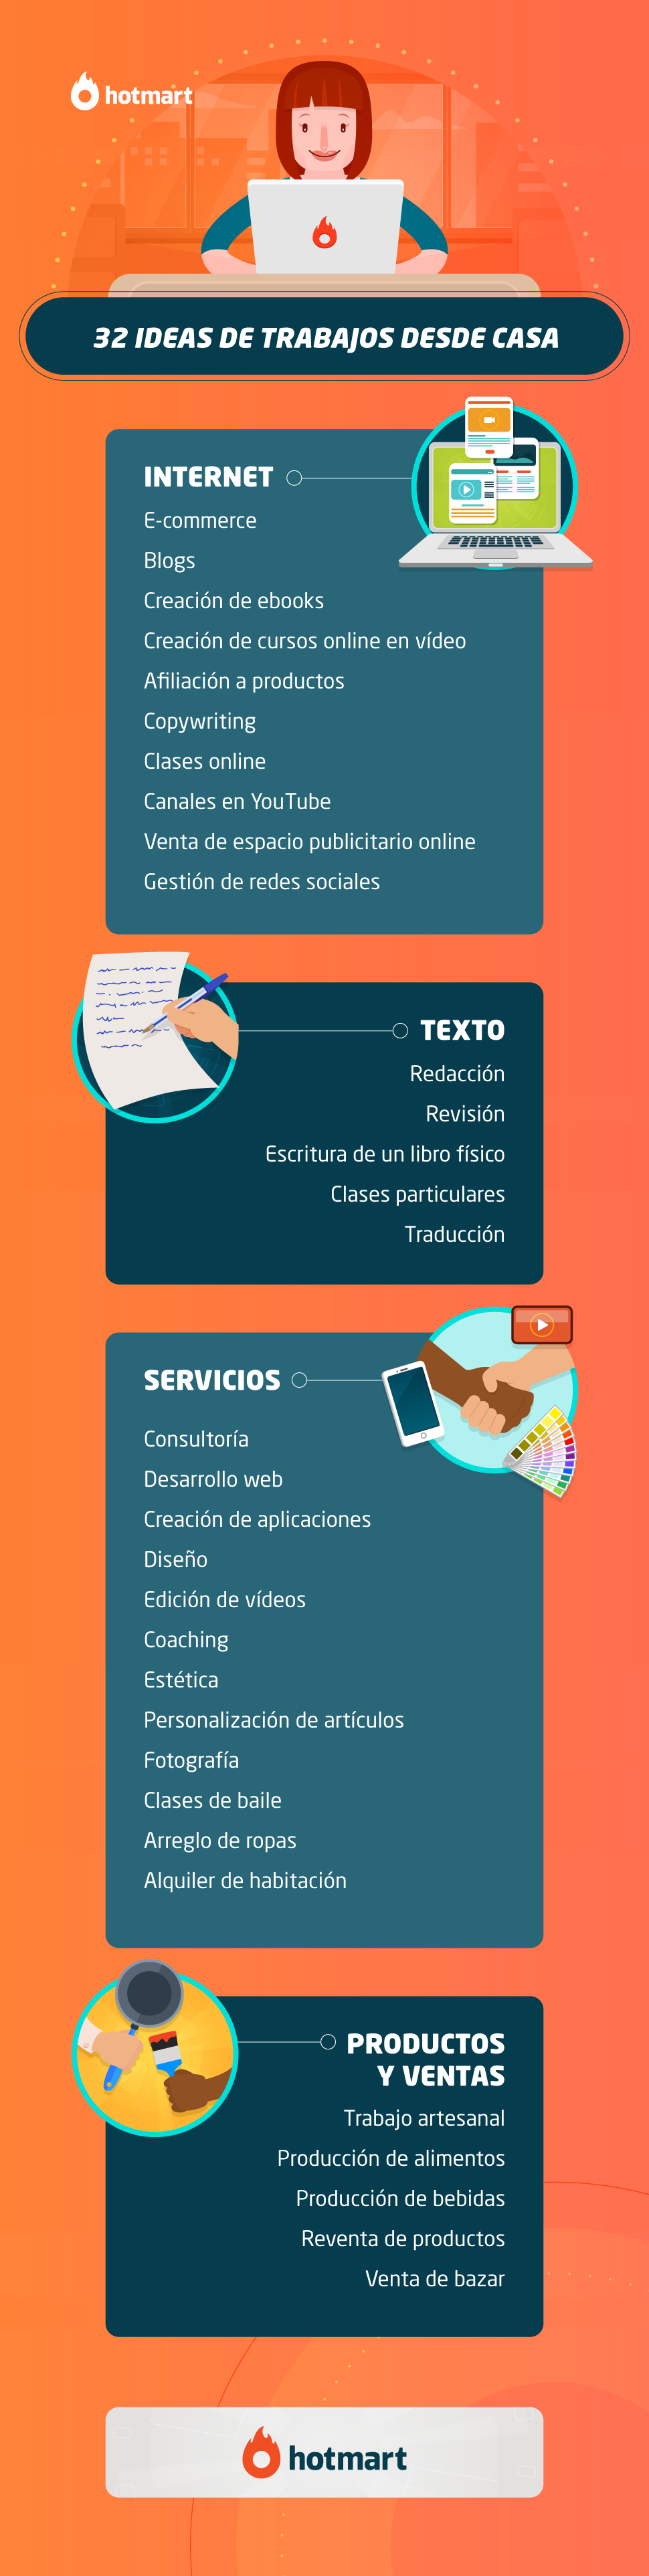 hotmart
32 IDEAS DE TRABAJOS DESDE CASA
INTERNET
E-commerce
Blogs
Creación de ebooks
Creación de cursos online en vídeo
Afiliación a productos
Copywriting
Clases online
Canales en YouTube
Venta de espacio publicitario online
Gestión de redes sociales
TEXTO
Redacción
Revisión
Escritura de un libro físico
Clases particulares
Traducción
SERVICIOS
Consultoría
Desarrollo web
Creación de aplicaciones
Diseño
Edición de vídeos
Coaching
Estética
Personalización de artículos
Fotografía
Clases de baile
Arreglo de ropas
Alquiler de habitación
PRODUCTOS
Y VENTAS
Trabajo artesanal
Producción de alimentos
Producción de bebidas
Reventa de productos
Venta de bazar
hotmart